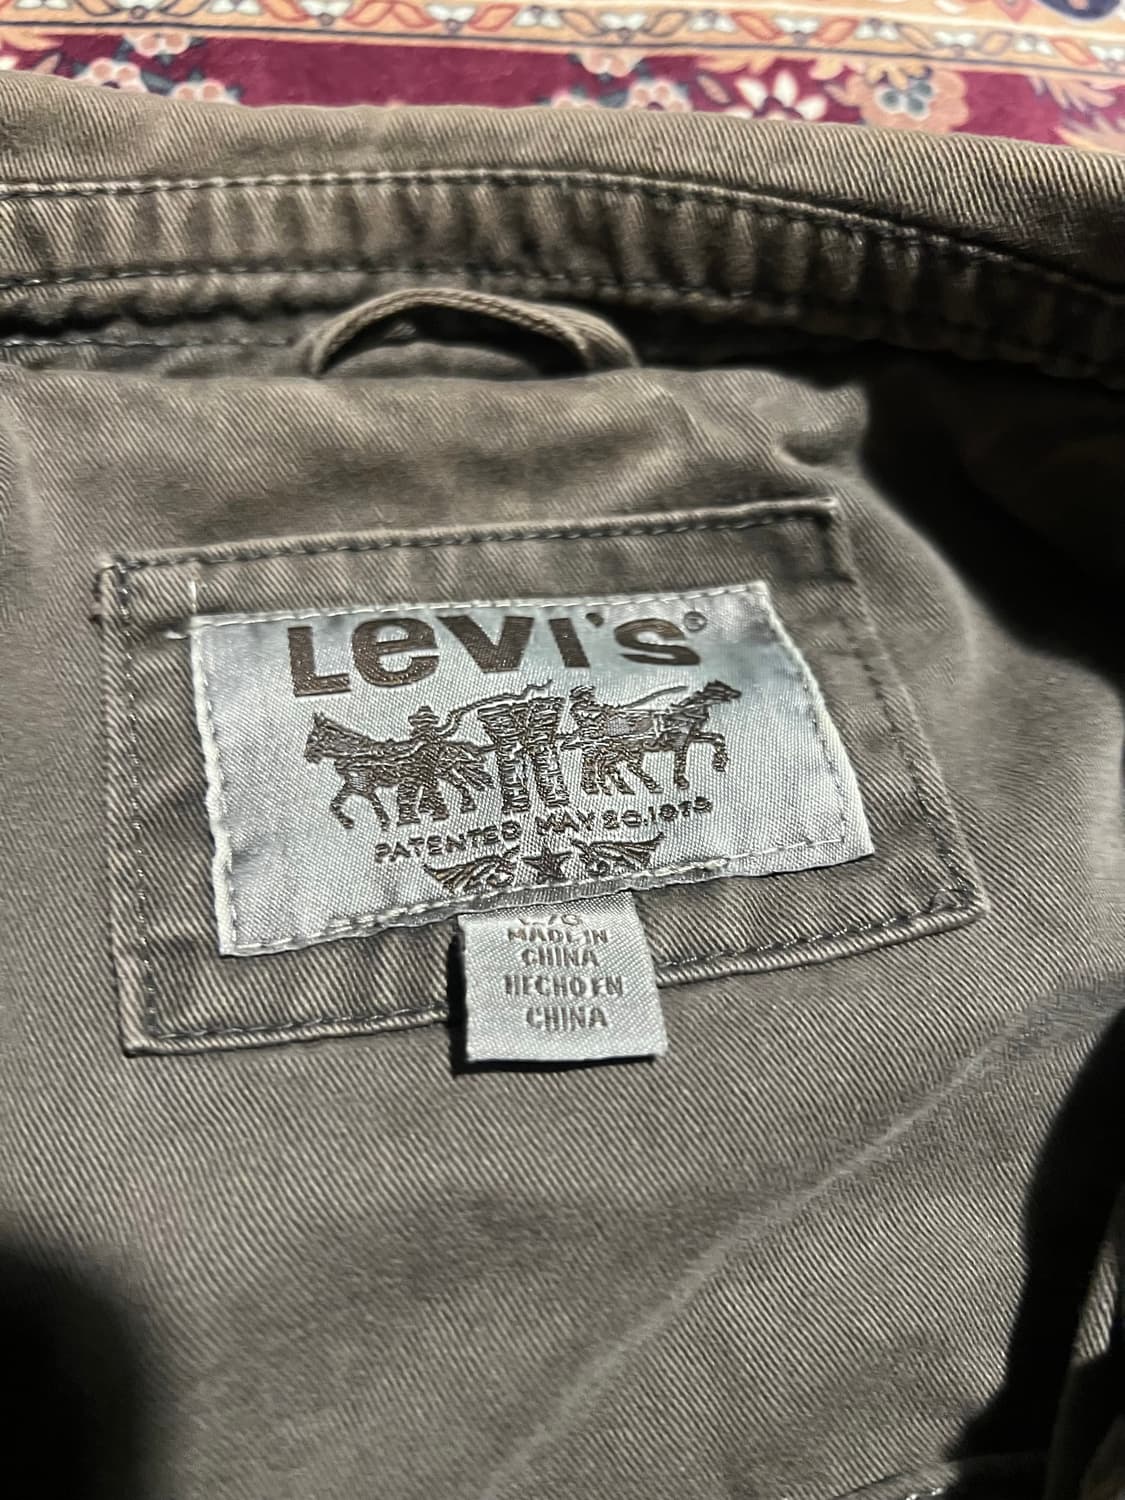 Levi's®
PATENTED MAY 20.1873
MADE IN
CHINA
HECHO EN
CHINA